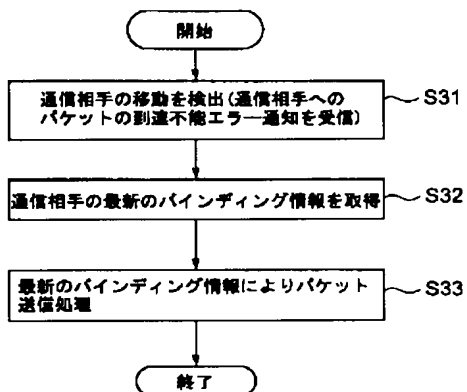 開始
通信相手の移動を検出(通信相手への
パケットの到達不能エラー通知を受信)
S31
通信相手の最新のバインディング情報を取得
S32
最新のバインディング情報によりパケット
送信処理
S33
終了